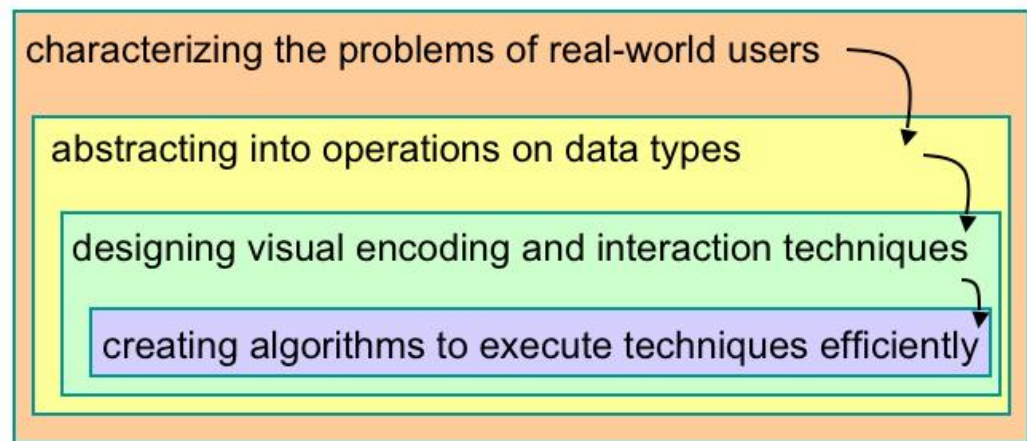 characterizing the problems of real-world users
abstracting into operations on data types
designing visual encoding and interaction techniques
creating algorithms to execute techniques efficiently